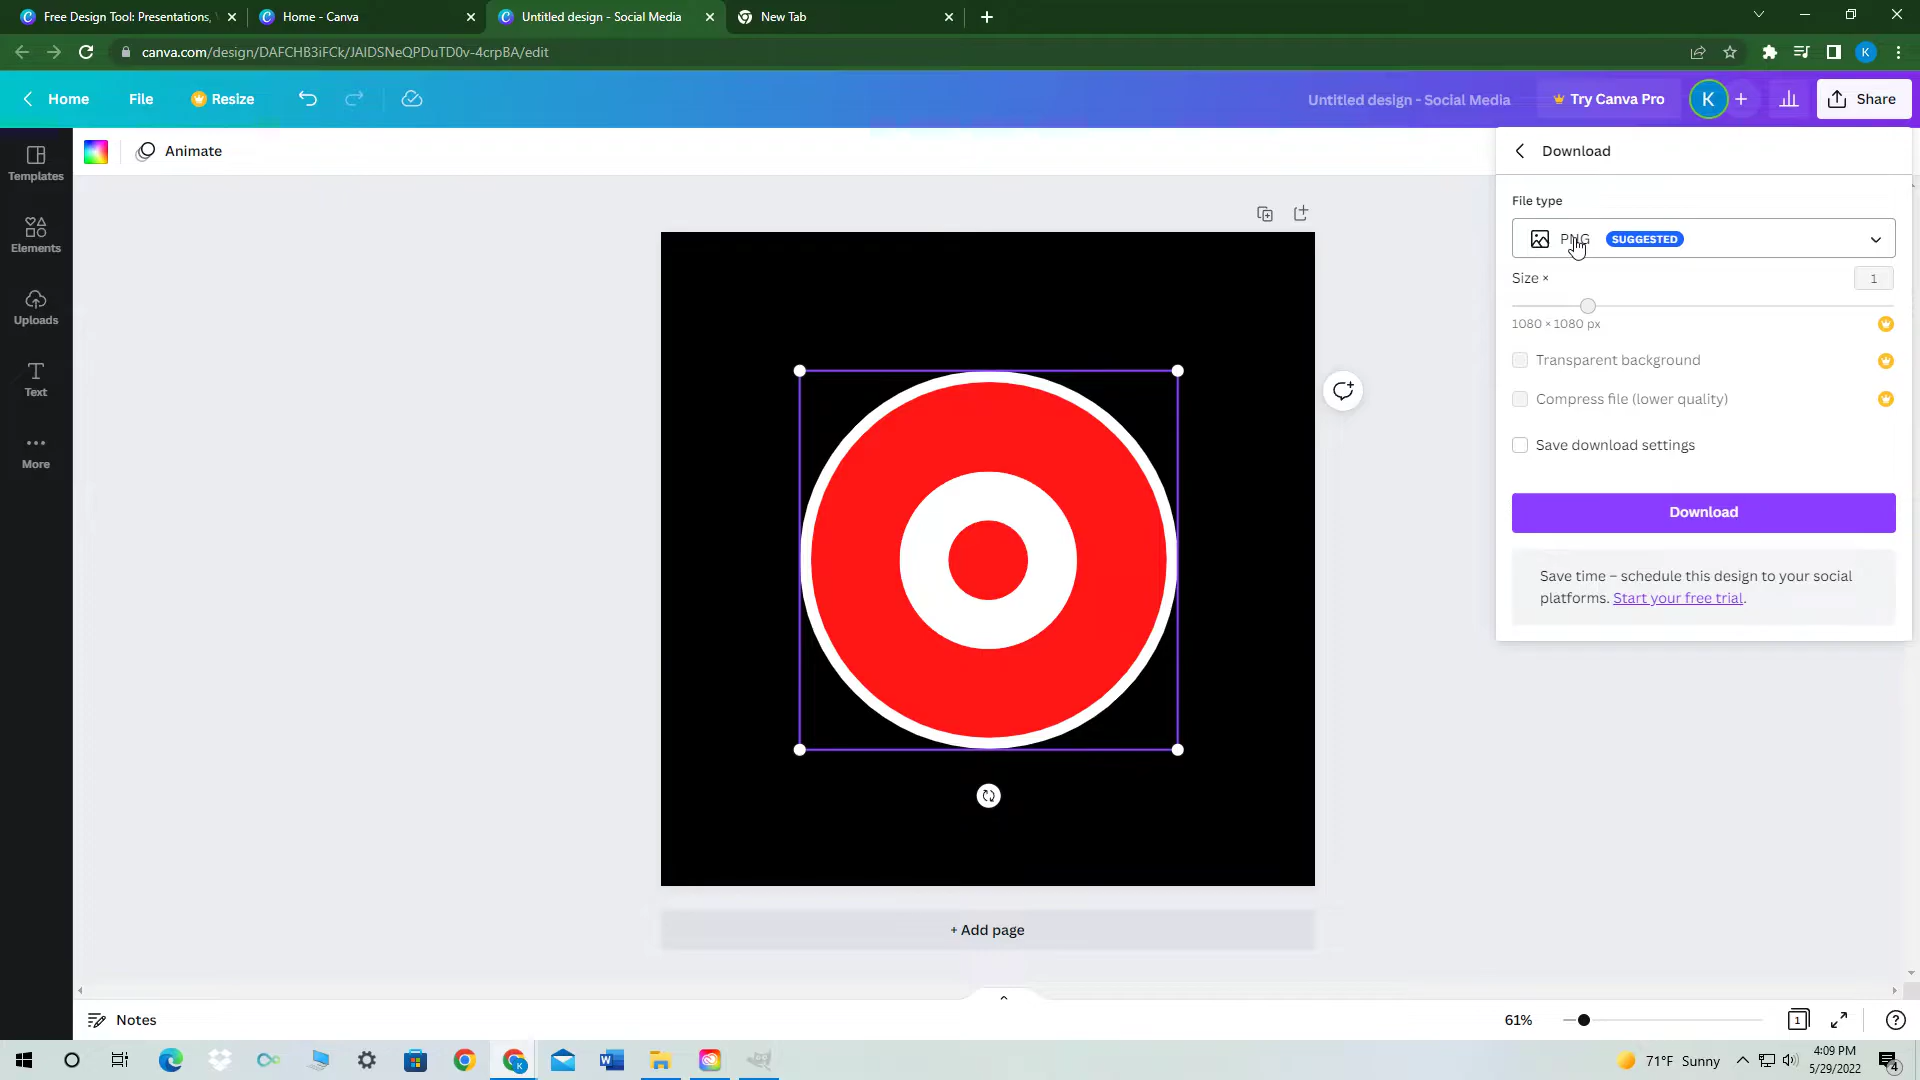 Free Design Tool: Presentations,
Home - Canva
Untitled design - Social Media
New Tab
canva.com/design/DAFCHB3iFCk/JAIDSNeQPDuTD0v-4crpBA/edit
K
Home
File
Resize
Untitled design - Social Media
Try Canva Pro
K
Share
Templates
Elements
Uploads
Text
More
Animate
Download
File type
PNG SUGGESTED
Size ×
1
1080 × 1080 px
Transparent background
Compress file (lower quality)
Save download settings
Download
Save time – schedule this design to your social
platforms. Start your free trial.
+ Add page
Notes
61%
1
71°F Sunny
4:09 PM
5/29/2022
4